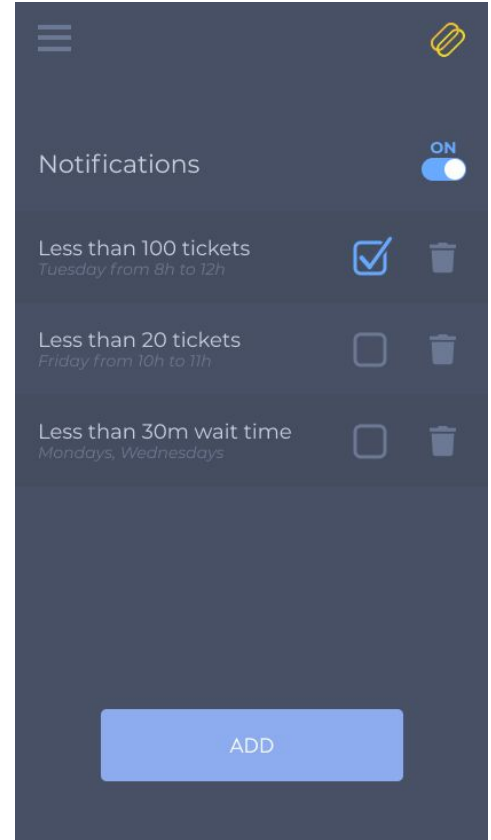 ON
Notifications
Less than 100 tickets
Tuesday from 8h to 12h
Less than 20 tickets
Friday from 10h to 11h
Less than 30m wait time
Mondays, Wednesdays
ADD